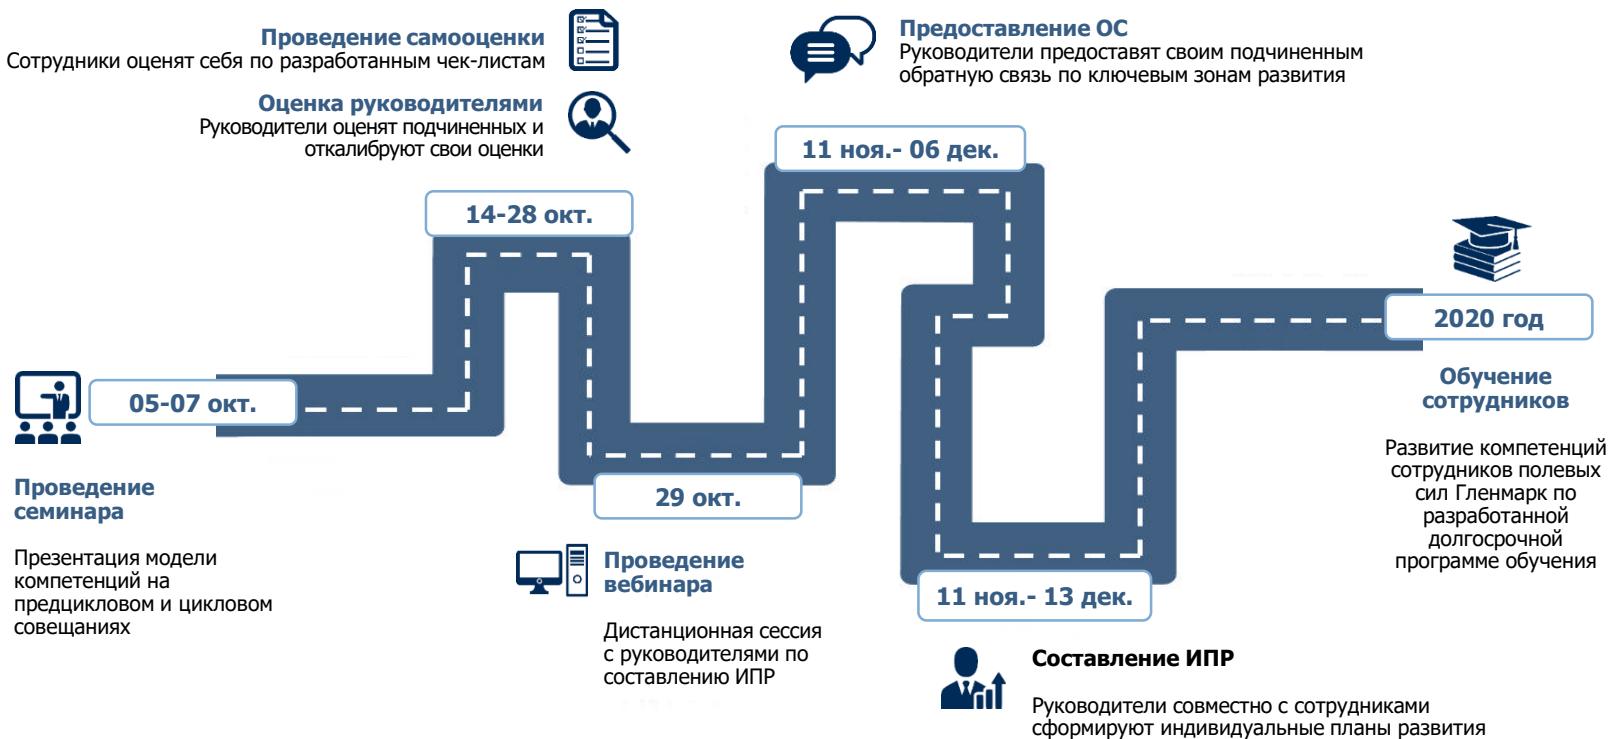 Проведение самооценки
Сотрудники оценят себя по разработанным чек-листам
Оценка руководителями
Руководители оценят подчиненных и
откалибруют свои оценки
Предоставление ОС
Руководители предоставят своим подчиненным
обратную связь по ключевым зонам развития
11 ноя.- 06 дек.
14-28 окт.
2020 год
05-07 окт.
Обучение
сотрудников
Развитие компетенций
сотрудников полевых
сил Гленмарк по
разработанной
долгосрочной
программе обучения
Проведение
семинара
Презентация модели
компетенций на
предцикловом и цикловом
совещаниях
29 окт.
Проведение
вебинара
Дистанционная сессия
с руководителями по
составлению ИПР
11 ноя.- 13 дек.
Составление ИПР
Руководители совместно с сотрудниками
сформируют индивидуальные планы развития